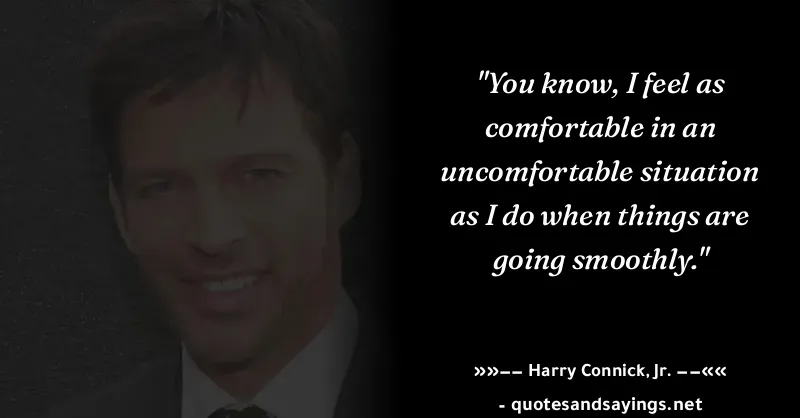 "You know, I feel as
comfortable in an
uncomfortable situation
as I do when things are
going smoothly."
»»–– Harry Connick, Jr. ––««
- quotesandsayings.net